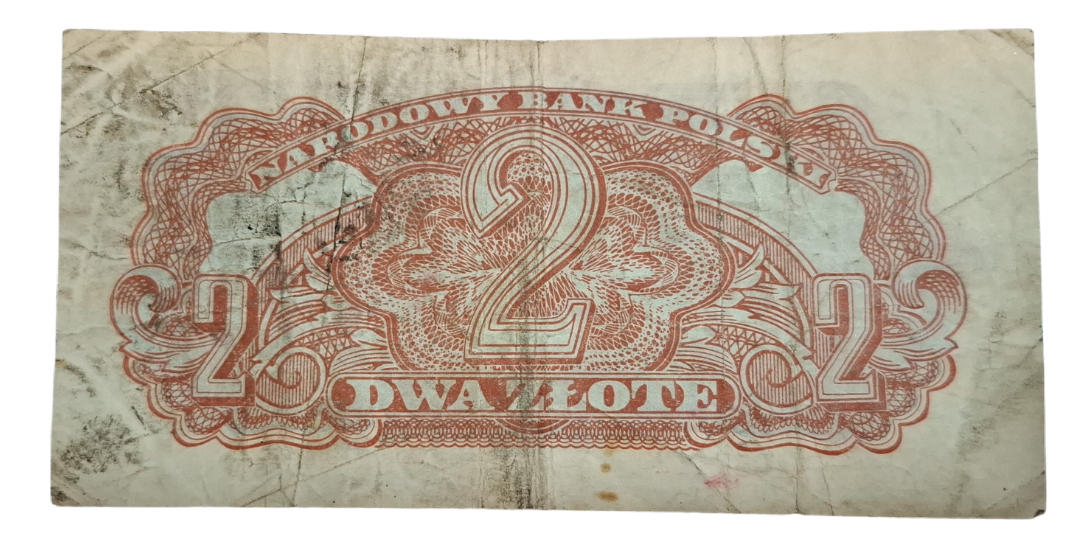 NARODOWY BANK POLSKI
2
2 2
DWA ZŁOTE